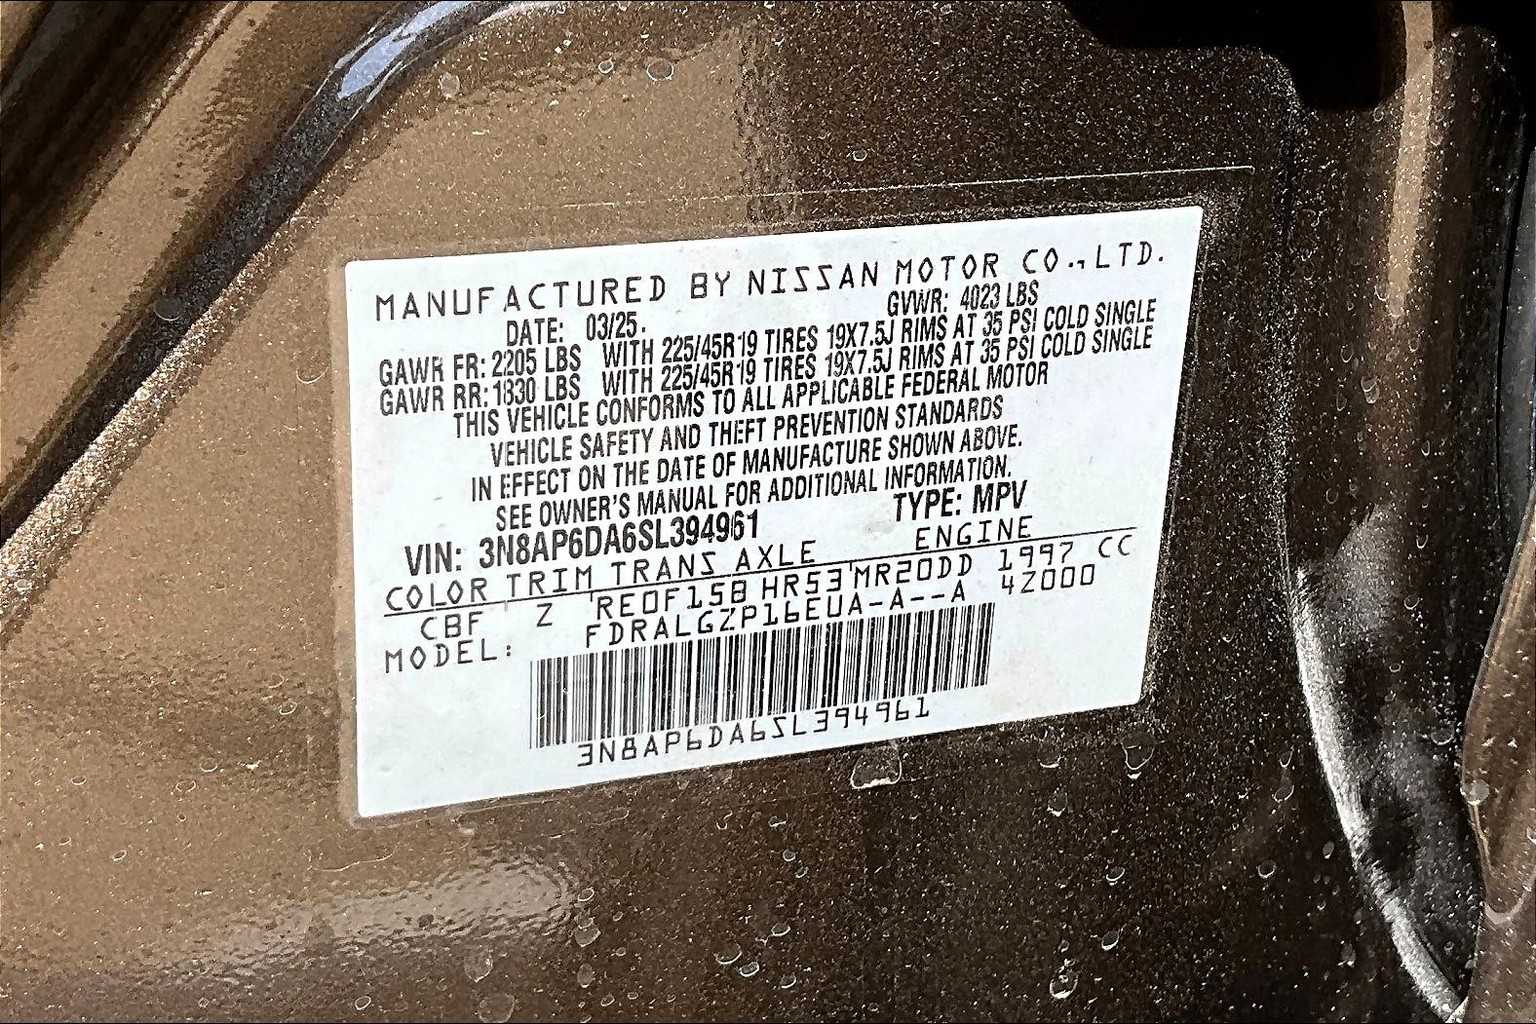 MANUFACTURED BY NISSAN MOTOR CO.,LTD.
DATE: 03/25. GVWR: 4023 LBS
GAWR FR: 2205 LBS WITH 225/45R19 TIRES 19X7.5J RIMS AT 35 PSI COLD SINGLE
GAWR RR: 1830 LBS WITH 225/45R19 TIRES 19X7.5J RIMS AT 35 PSI COLD SINGLE
THIS VEHICLE CONFORMS TO ALL APPLICABLE FEDERAL MOTOR
VEHICLE SAFETY AND THEFT PREVENTION STANDARDS
IN EFFECT ON THE DATE OF MANUFACTURE SHOWN ABOVE.
SEE OWNER'S MANUAL FOR ADDITIONAL INFORMATION.
VIN: 3N8AP6DA6SL394961 TYPE: MPV
COLOR TRIM TRANS AXLE ENGINE
CBF Z RE0F15B HR53 MR20DD 1997 CC
MODEL: FDRALGZP16EUA-A--A 42000
3N8AP6DA6SL394961